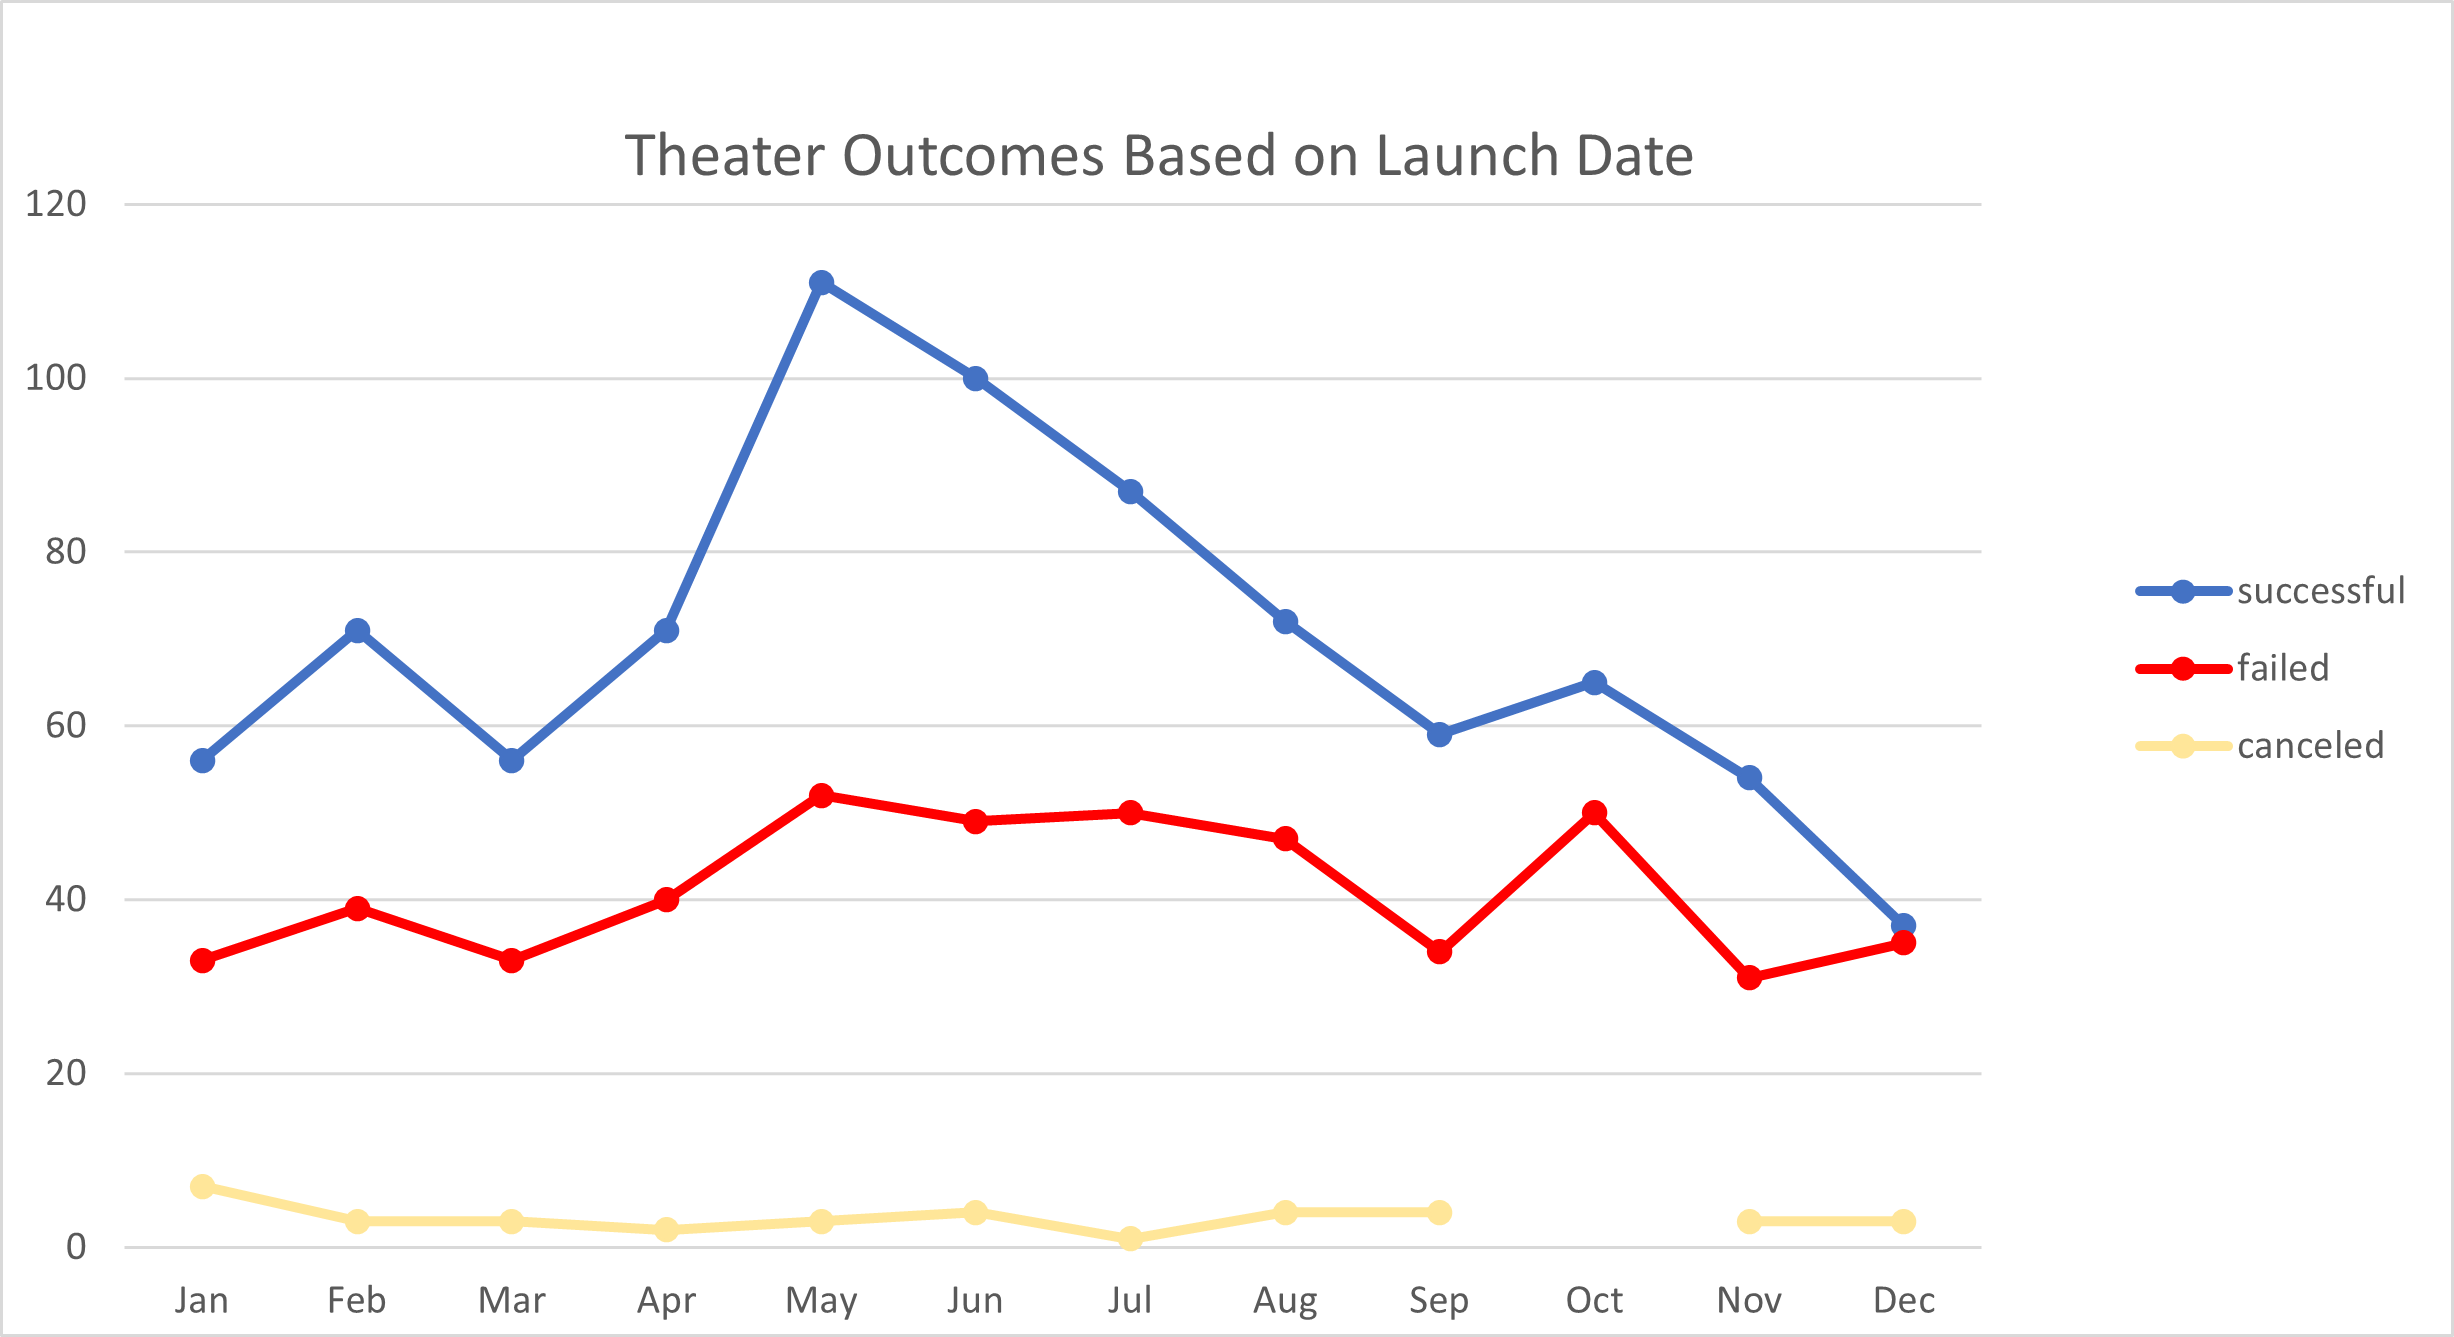 Theater Outcomes Based on Launch Date
120
100
80
60
40
20
0
Jan Feb Mar Apr May Jun Jul Aug Sep Oct Nov Dec
successful
failed
canceled